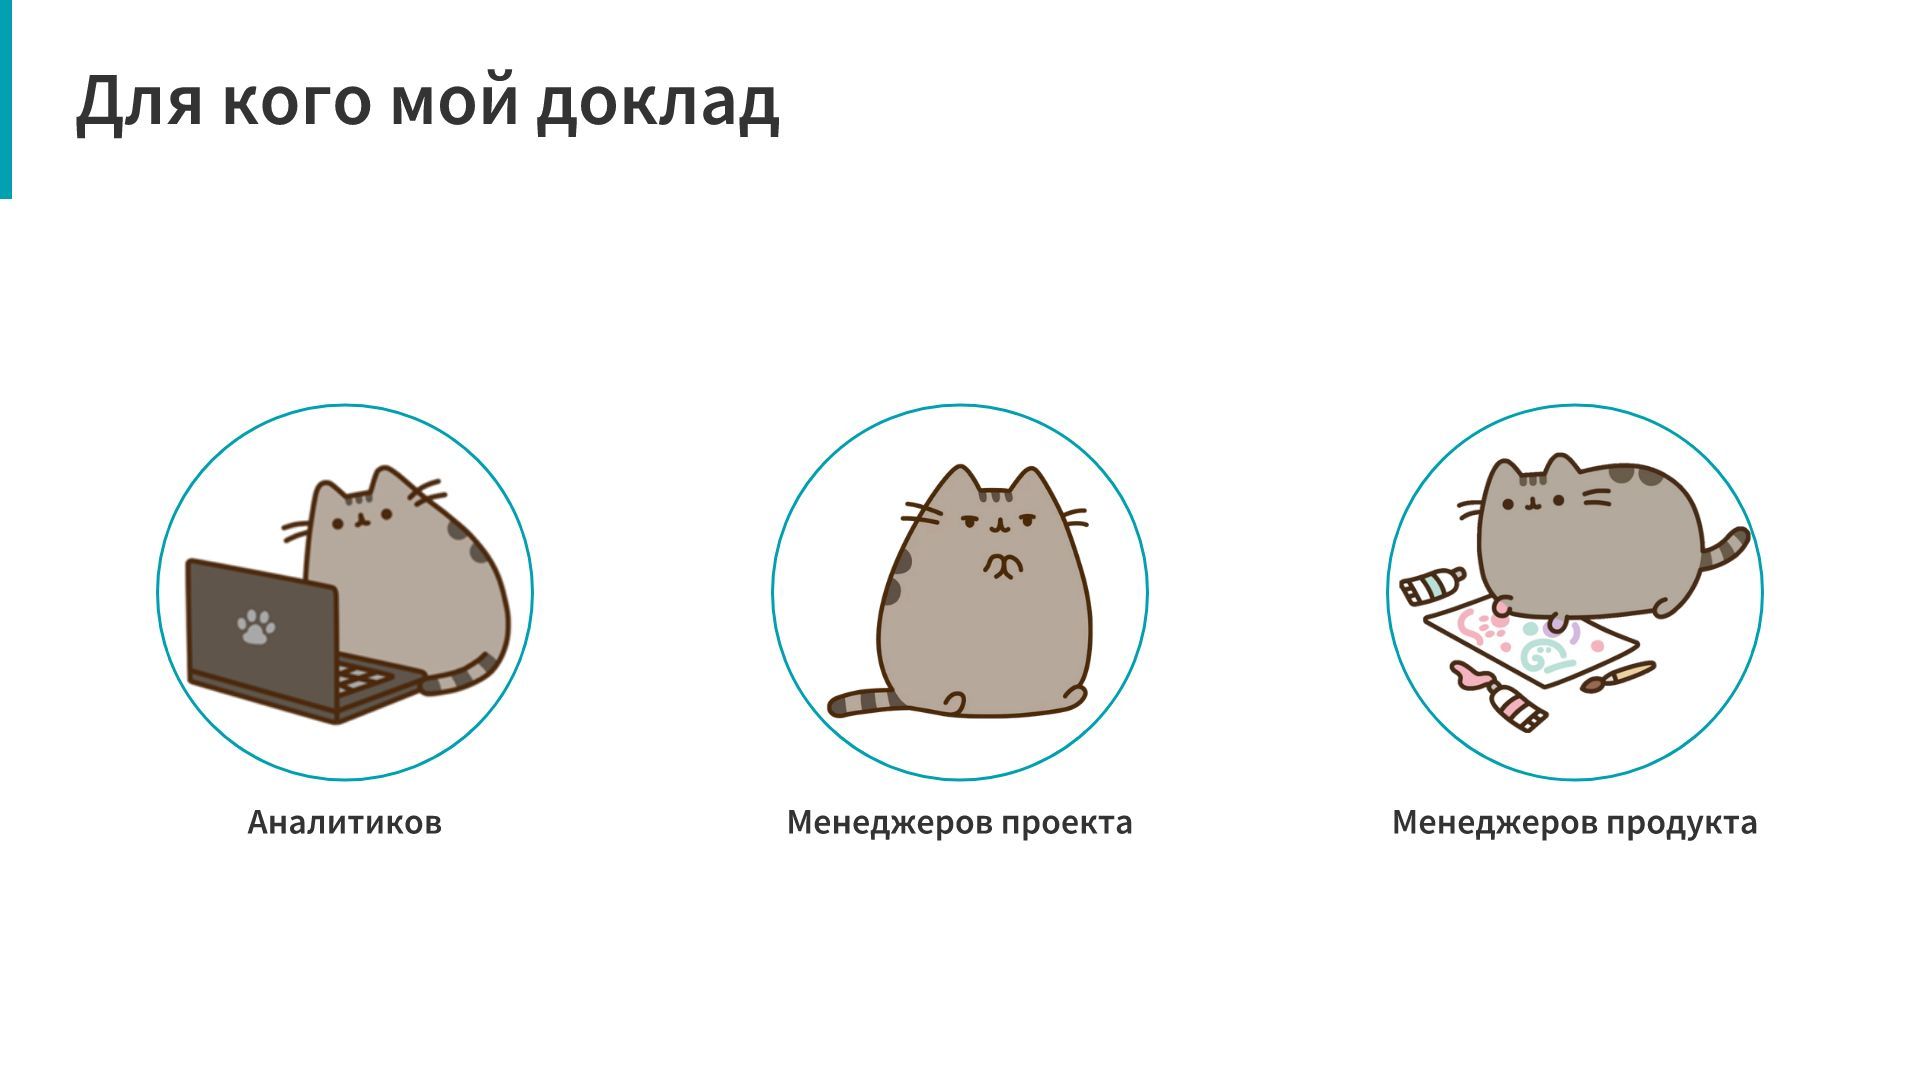 Для кого мой доклад
Аналитиков
Менеджеров проекта
Менеджеров продукта